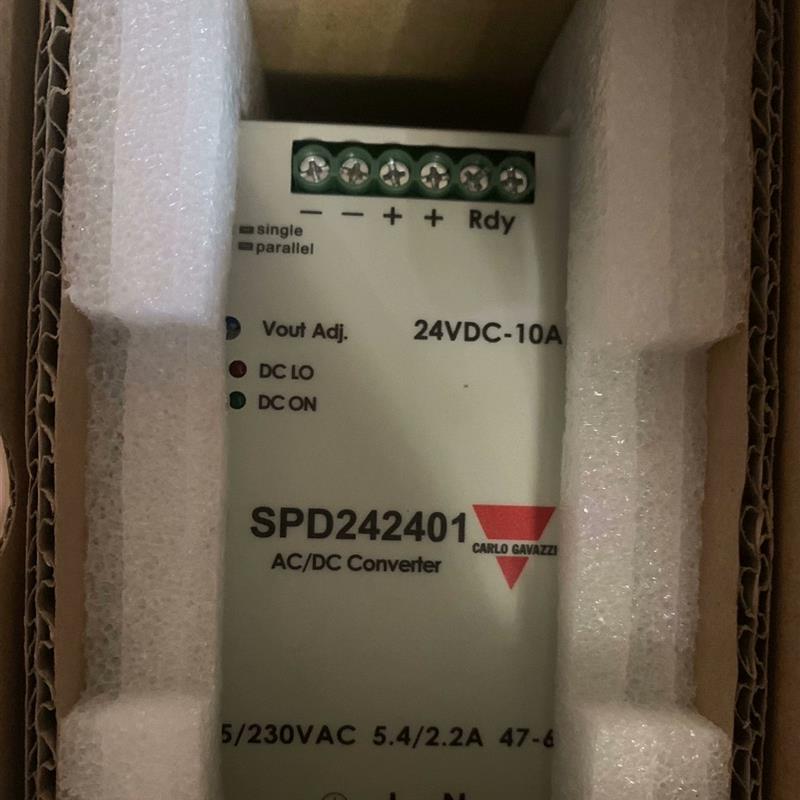 − − + + Rdy
single
parallel
Vout Adj.
24VDC-10A
DC LO
DC ON
SPD242401
CARLO GAVAZZI
AC/DC Converter
5/230VAC 5.4/2.2A 47-6